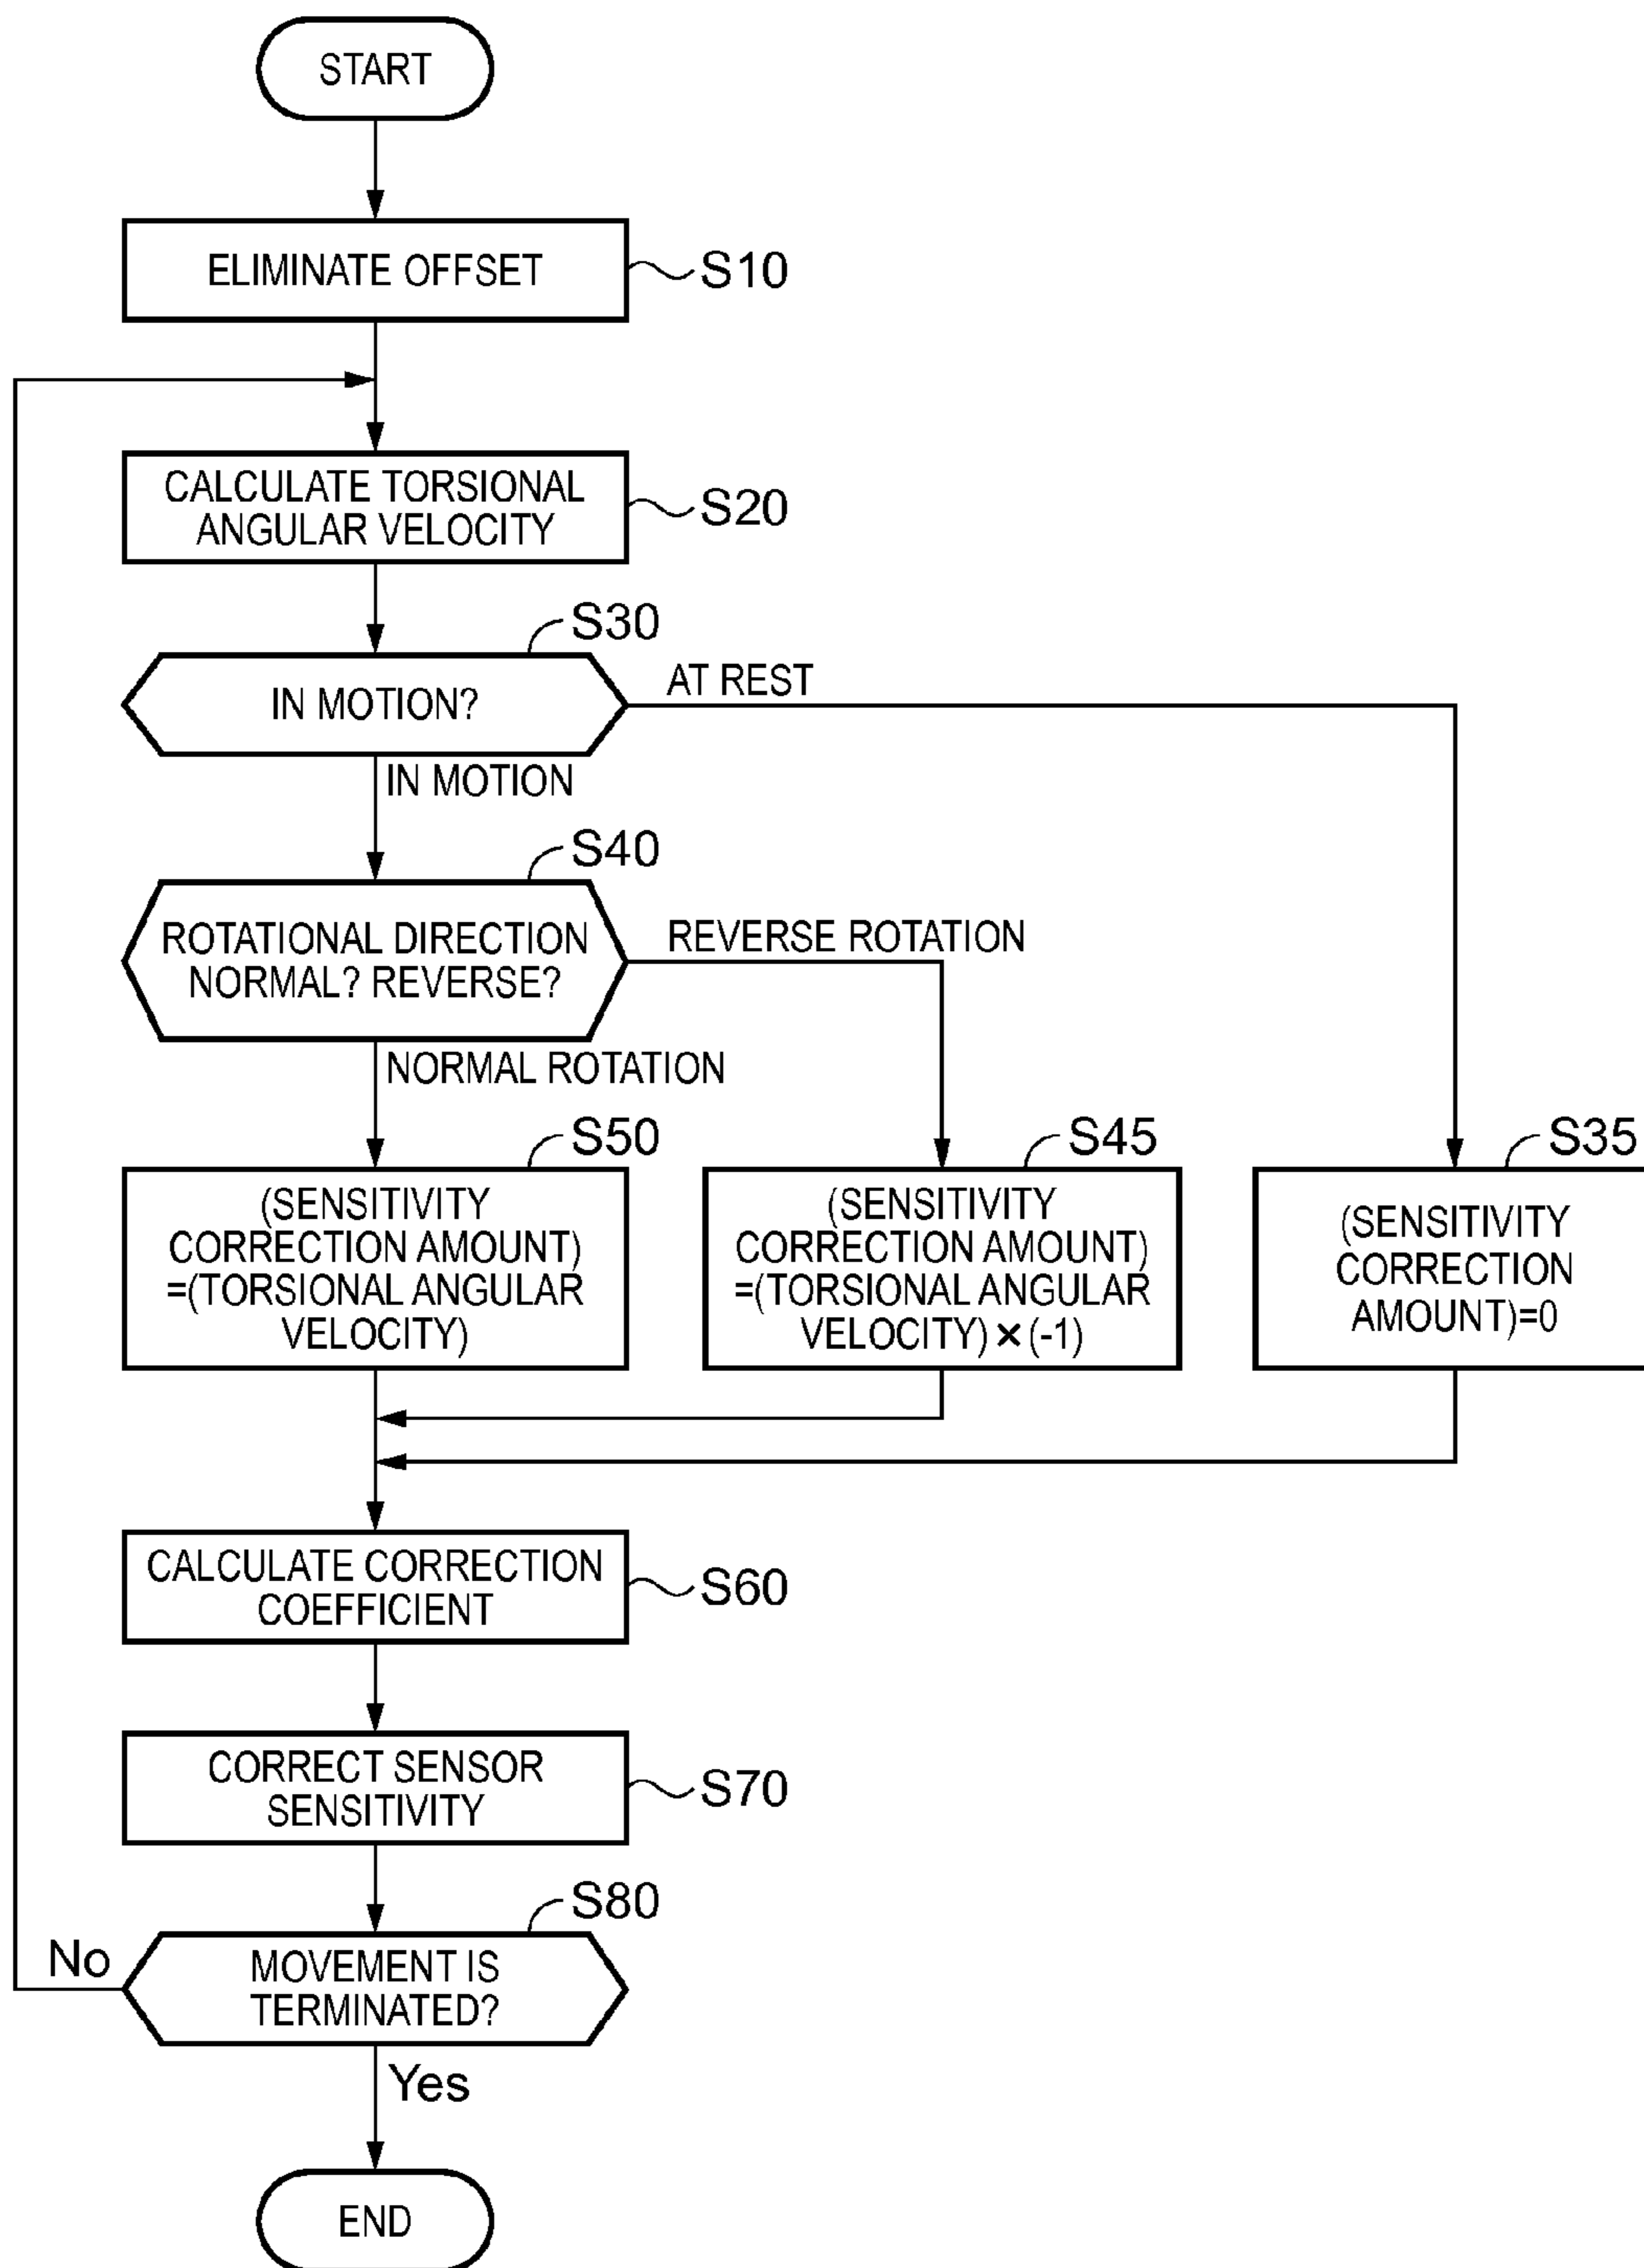 START
ELIMINATE OFFSET
S10
CALCULATE TORSIONAL
ANGULAR VELOCITY
S20
S30
IN MOTION?
AT REST
IN MOTION
S40
ROTATIONAL DIRECTION
NORMAL? REVERSE?
REVERSE ROTATION
NORMAL ROTATION
S50
(SENSITIVITY
CORRECTION AMOUNT)
=(TORSIONAL ANGULAR
VELOCITY)
S45
(SENSITIVITY
CORRECTION AMOUNT)
=(TORSIONAL ANGULAR
VELOCITY) × (-1)
S35
(SENSITIVITY
CORRECTION
AMOUNT)=0
CALCULATE CORRECTION
COEFFICIENT
S60
CORRECT SENSOR
SENSITIVITY
S70
S80
MOVEMENT IS
TERMINATED?
No
Yes
END